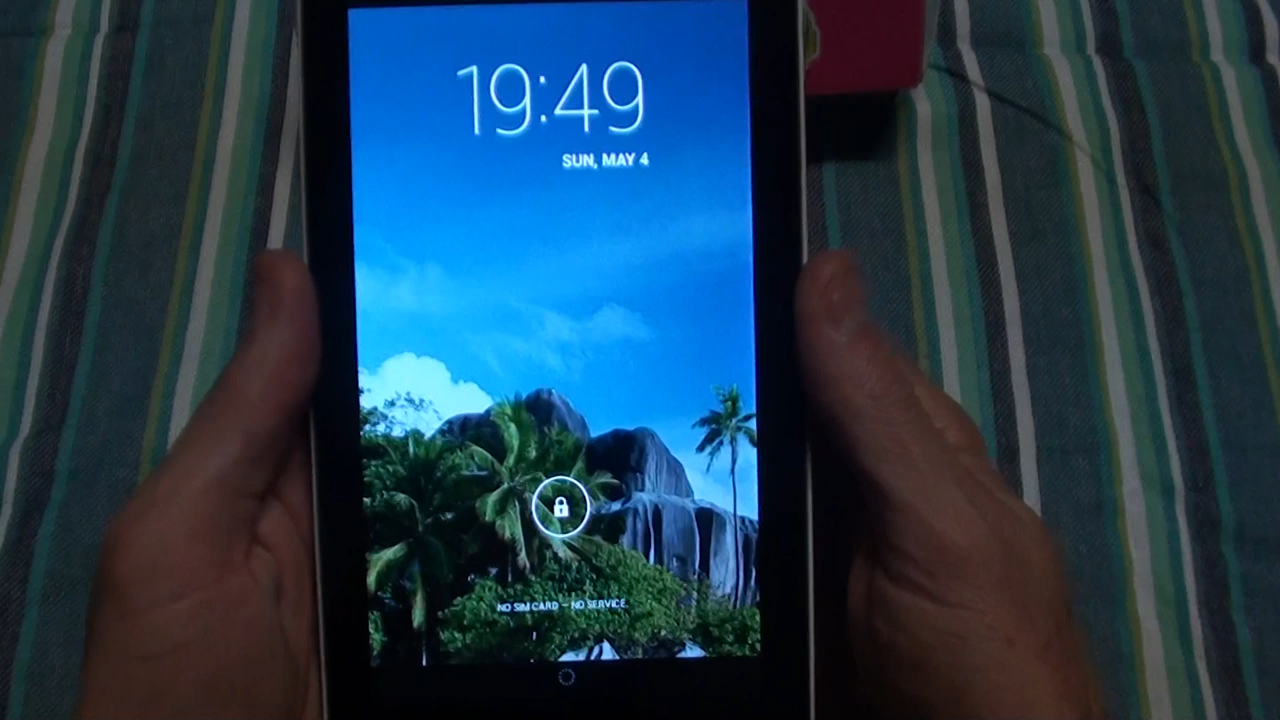 19:49
SUN, MAY 4
NO SIM CARD — NO SERVICE.